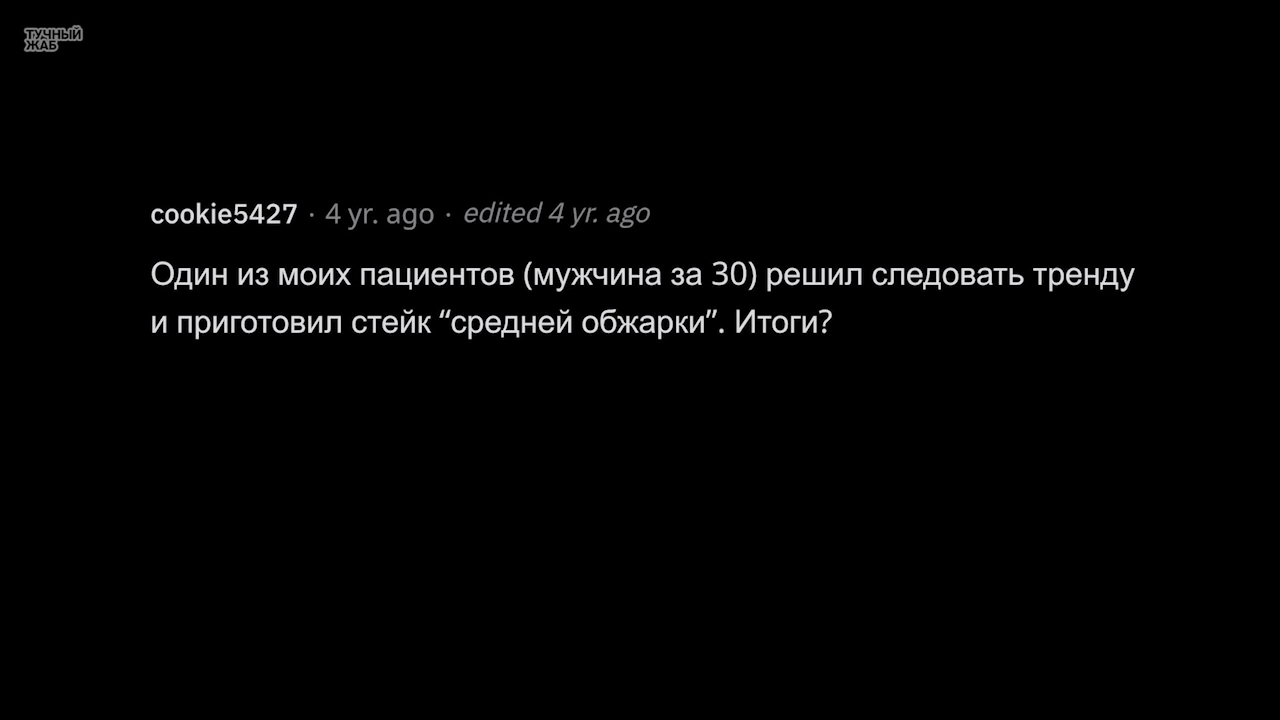 ТУЧНЫЙ
ЖАБ
cookie5427 · 4 yr. ago · edited 4 yr. ago
Один из моих пациентов (мужчина за 30) решил следовать тренду
и приготовил стейк “средней обжарки”. Итоги?